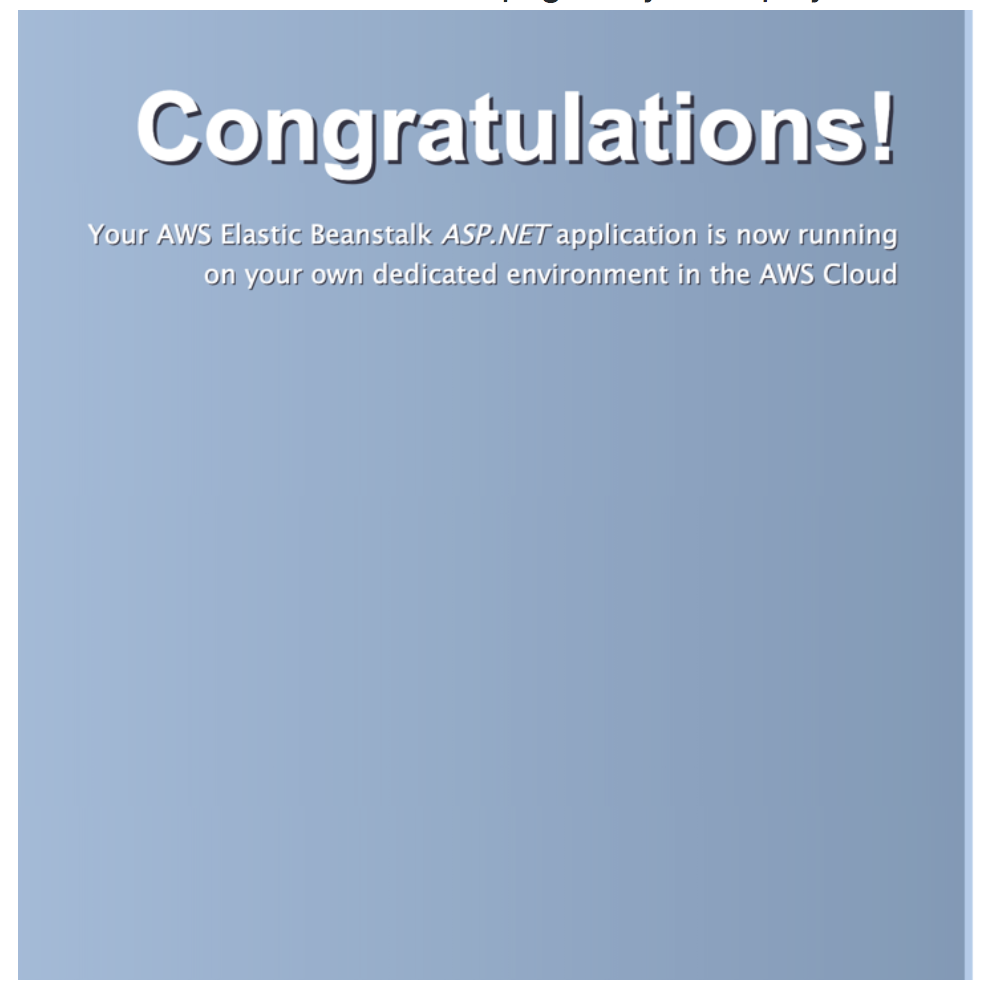 Congratulations!
Your AWS Elastic Beanstalk ASP.NET application is now running
on your own dedicated environment in the AWS Cloud